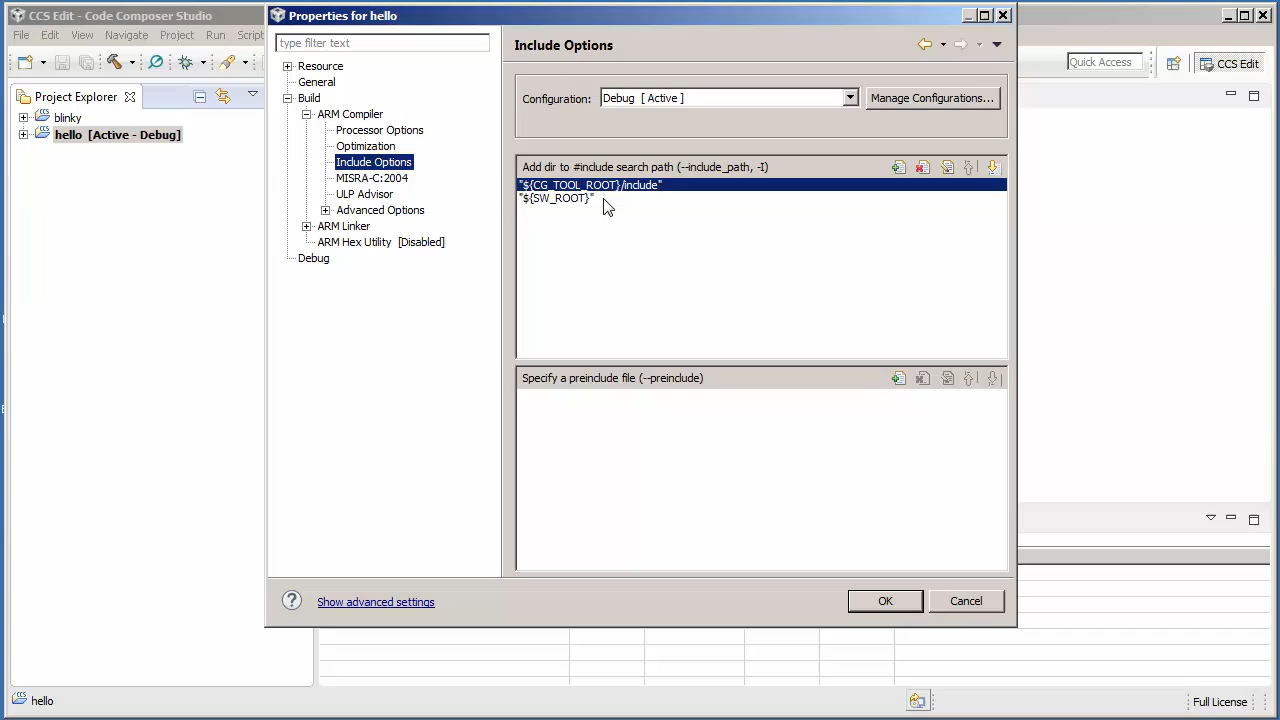 CCS Edit - Code Composer Studio
File Edit View Navigate Project Run Script
Quick Access
CCS Edit
Project Explorer
blinky
hello [Active - Debug]
Properties for hello
type filter text
Resource
General
Build
ARM Compiler
Processor Options
Optimization
Include Options
MISRA-C:2004
ULP Advisor
Advanced Options
ARM Linker
ARM Hex Utility [Disabled]
Debug
Include Options
Configuration: Debug [ Active ] Manage Configurations...
Add dir to #include search path (--include_path, -I)
"${CG_TOOL_ROOT}/include"
"${SW_ROOT}"
Specify a preinclude file (--preinclude)
Show advanced settings
OK Cancel
hello
Full License